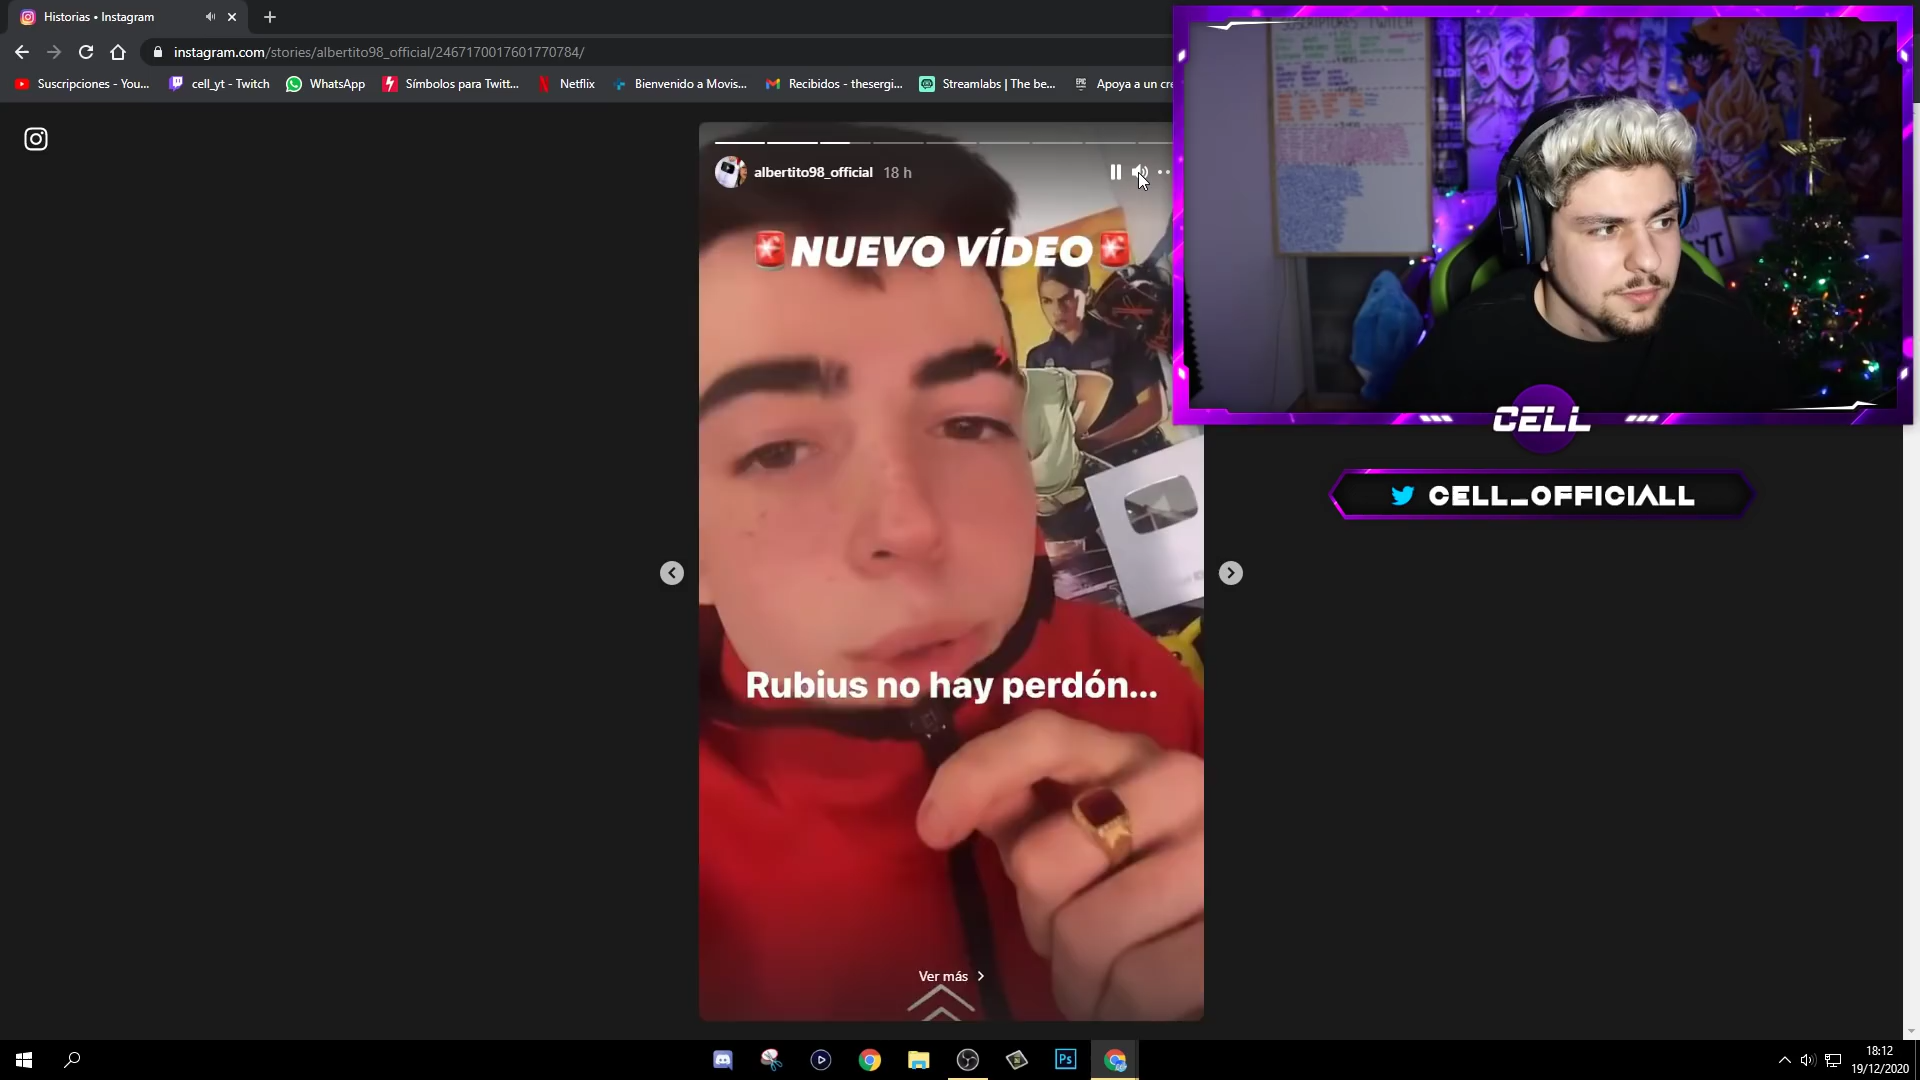 Historias • Instagram
instagram.com/stories/albertito98_official/2467170017601770784/
Suscripciones - You...
cell_yt - Twitch
WhatsApp
Símbolos para Twitt...
Netflix
Bienvenido a Movis...
Recibidos - thesergi...
Streamlabs | The be...
EPIC
Apoya a un cre
albertito98_official 18 h
NUEVO VÍDEO
Rubius no hay perdón...
Ver más
CELL
CELL_OFFICIALL
Ps
18:12
19/12/2020